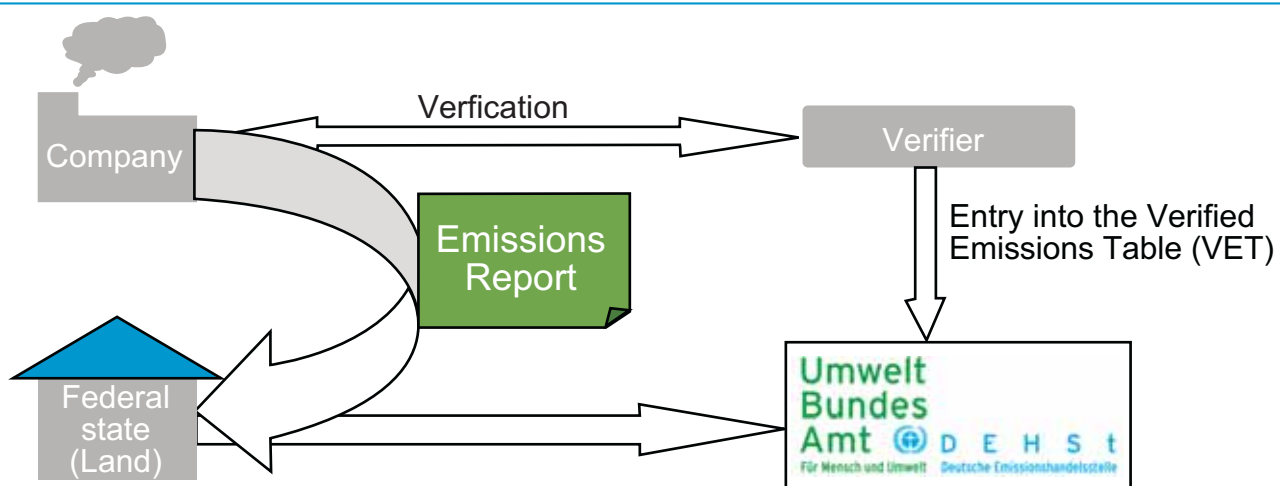 Verfication
Company
Verifier
Emissions
Report
Entry into the Verified
Emissions Table (VET)
Federal
state
(Land)
Umwelt
Bundes
Amt
Für Mensch und Umwelt
DEHSt
Deutsche Emissionshandelsstelle